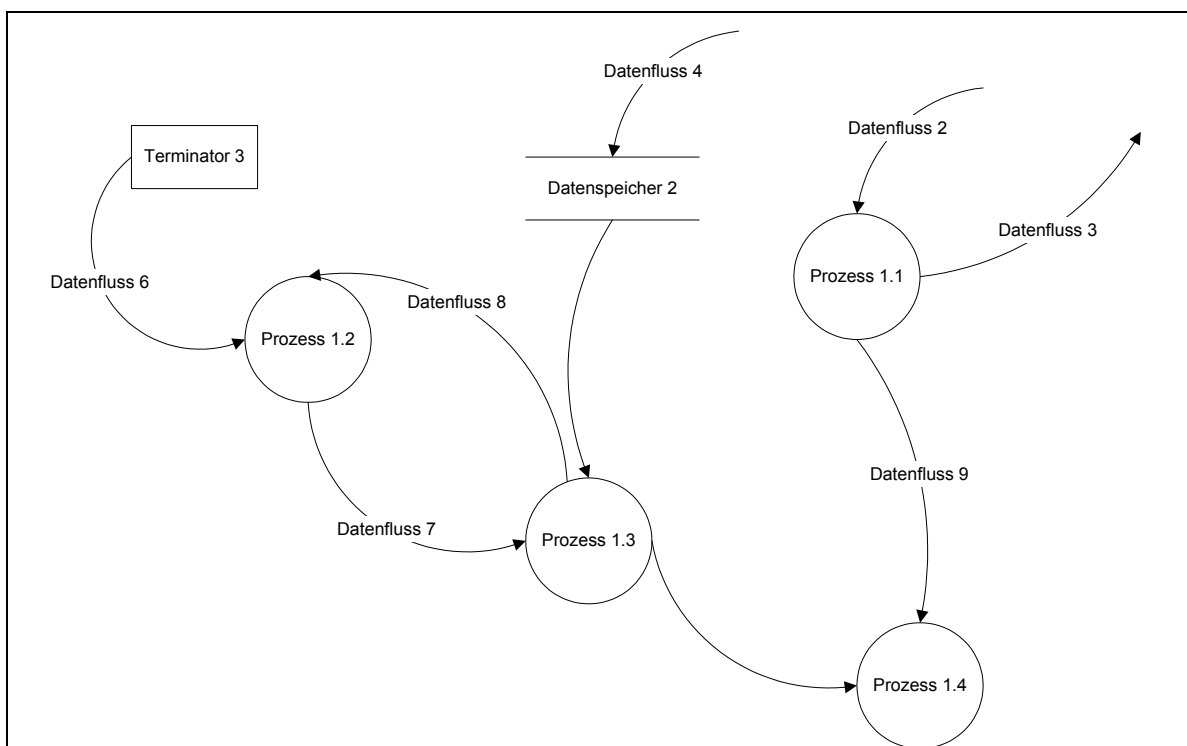 Datenfluss 4
Datenfluss 2
Terminator 3
Datenspeicher 2
Datenfluss 3
Datenfluss 6
Prozess 1.1
Datenfluss 8
Prozess 1.2
Datenfluss 9
Datenfluss 7
Prozess 1.3
Prozess 1.4